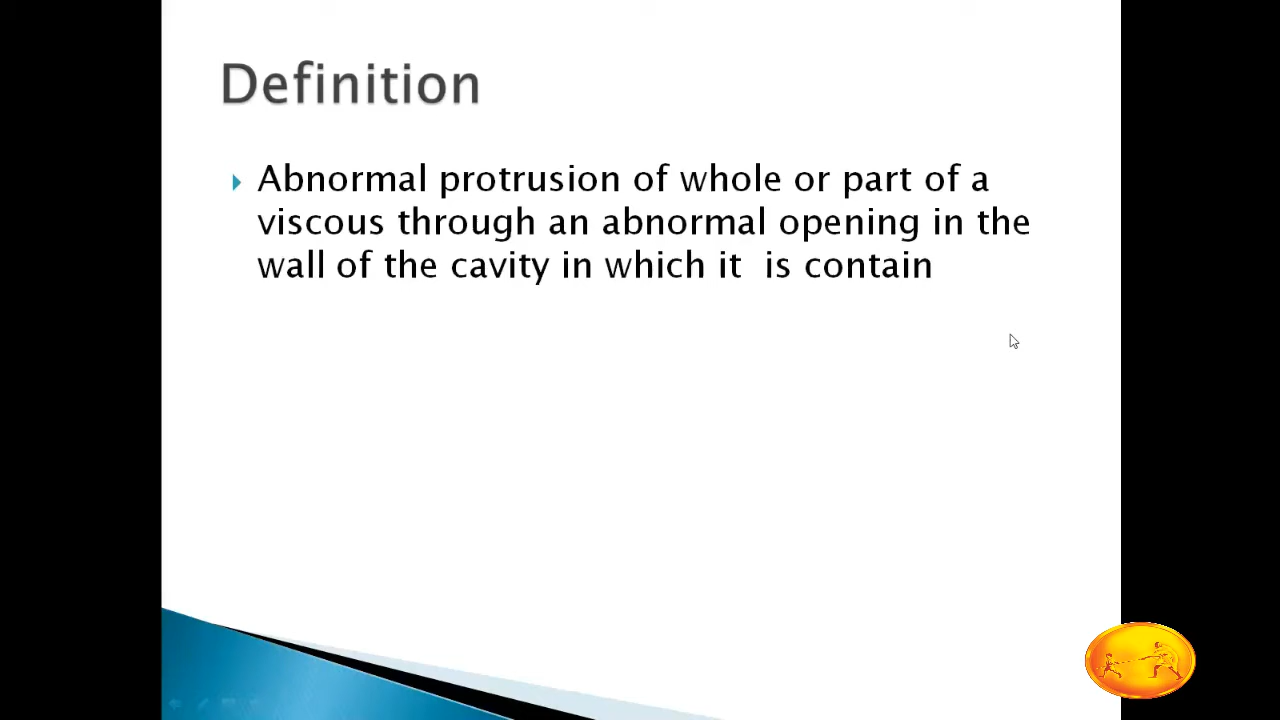 Definition
Abnormal protrusion of whole or part of a
viscous through an abnormal opening in the
wall of the cavity in which it  is contain